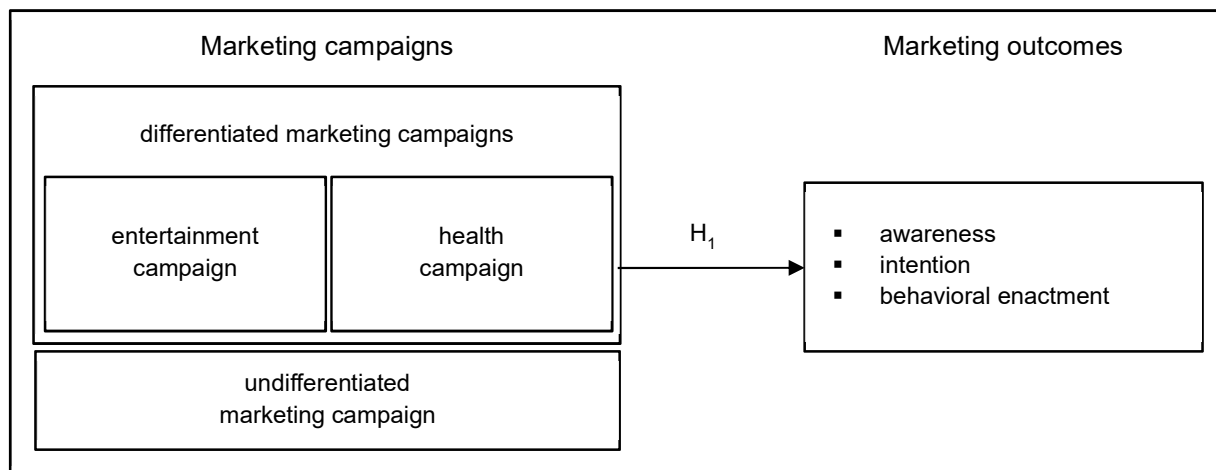 Marketing campaigns
Marketing outcomes
differentiated marketing campaigns
entertainment
campaign
health
campaign
H₁
▪ awareness
▪ intention
▪ behavioral enactment
undifferentiated
marketing campaign